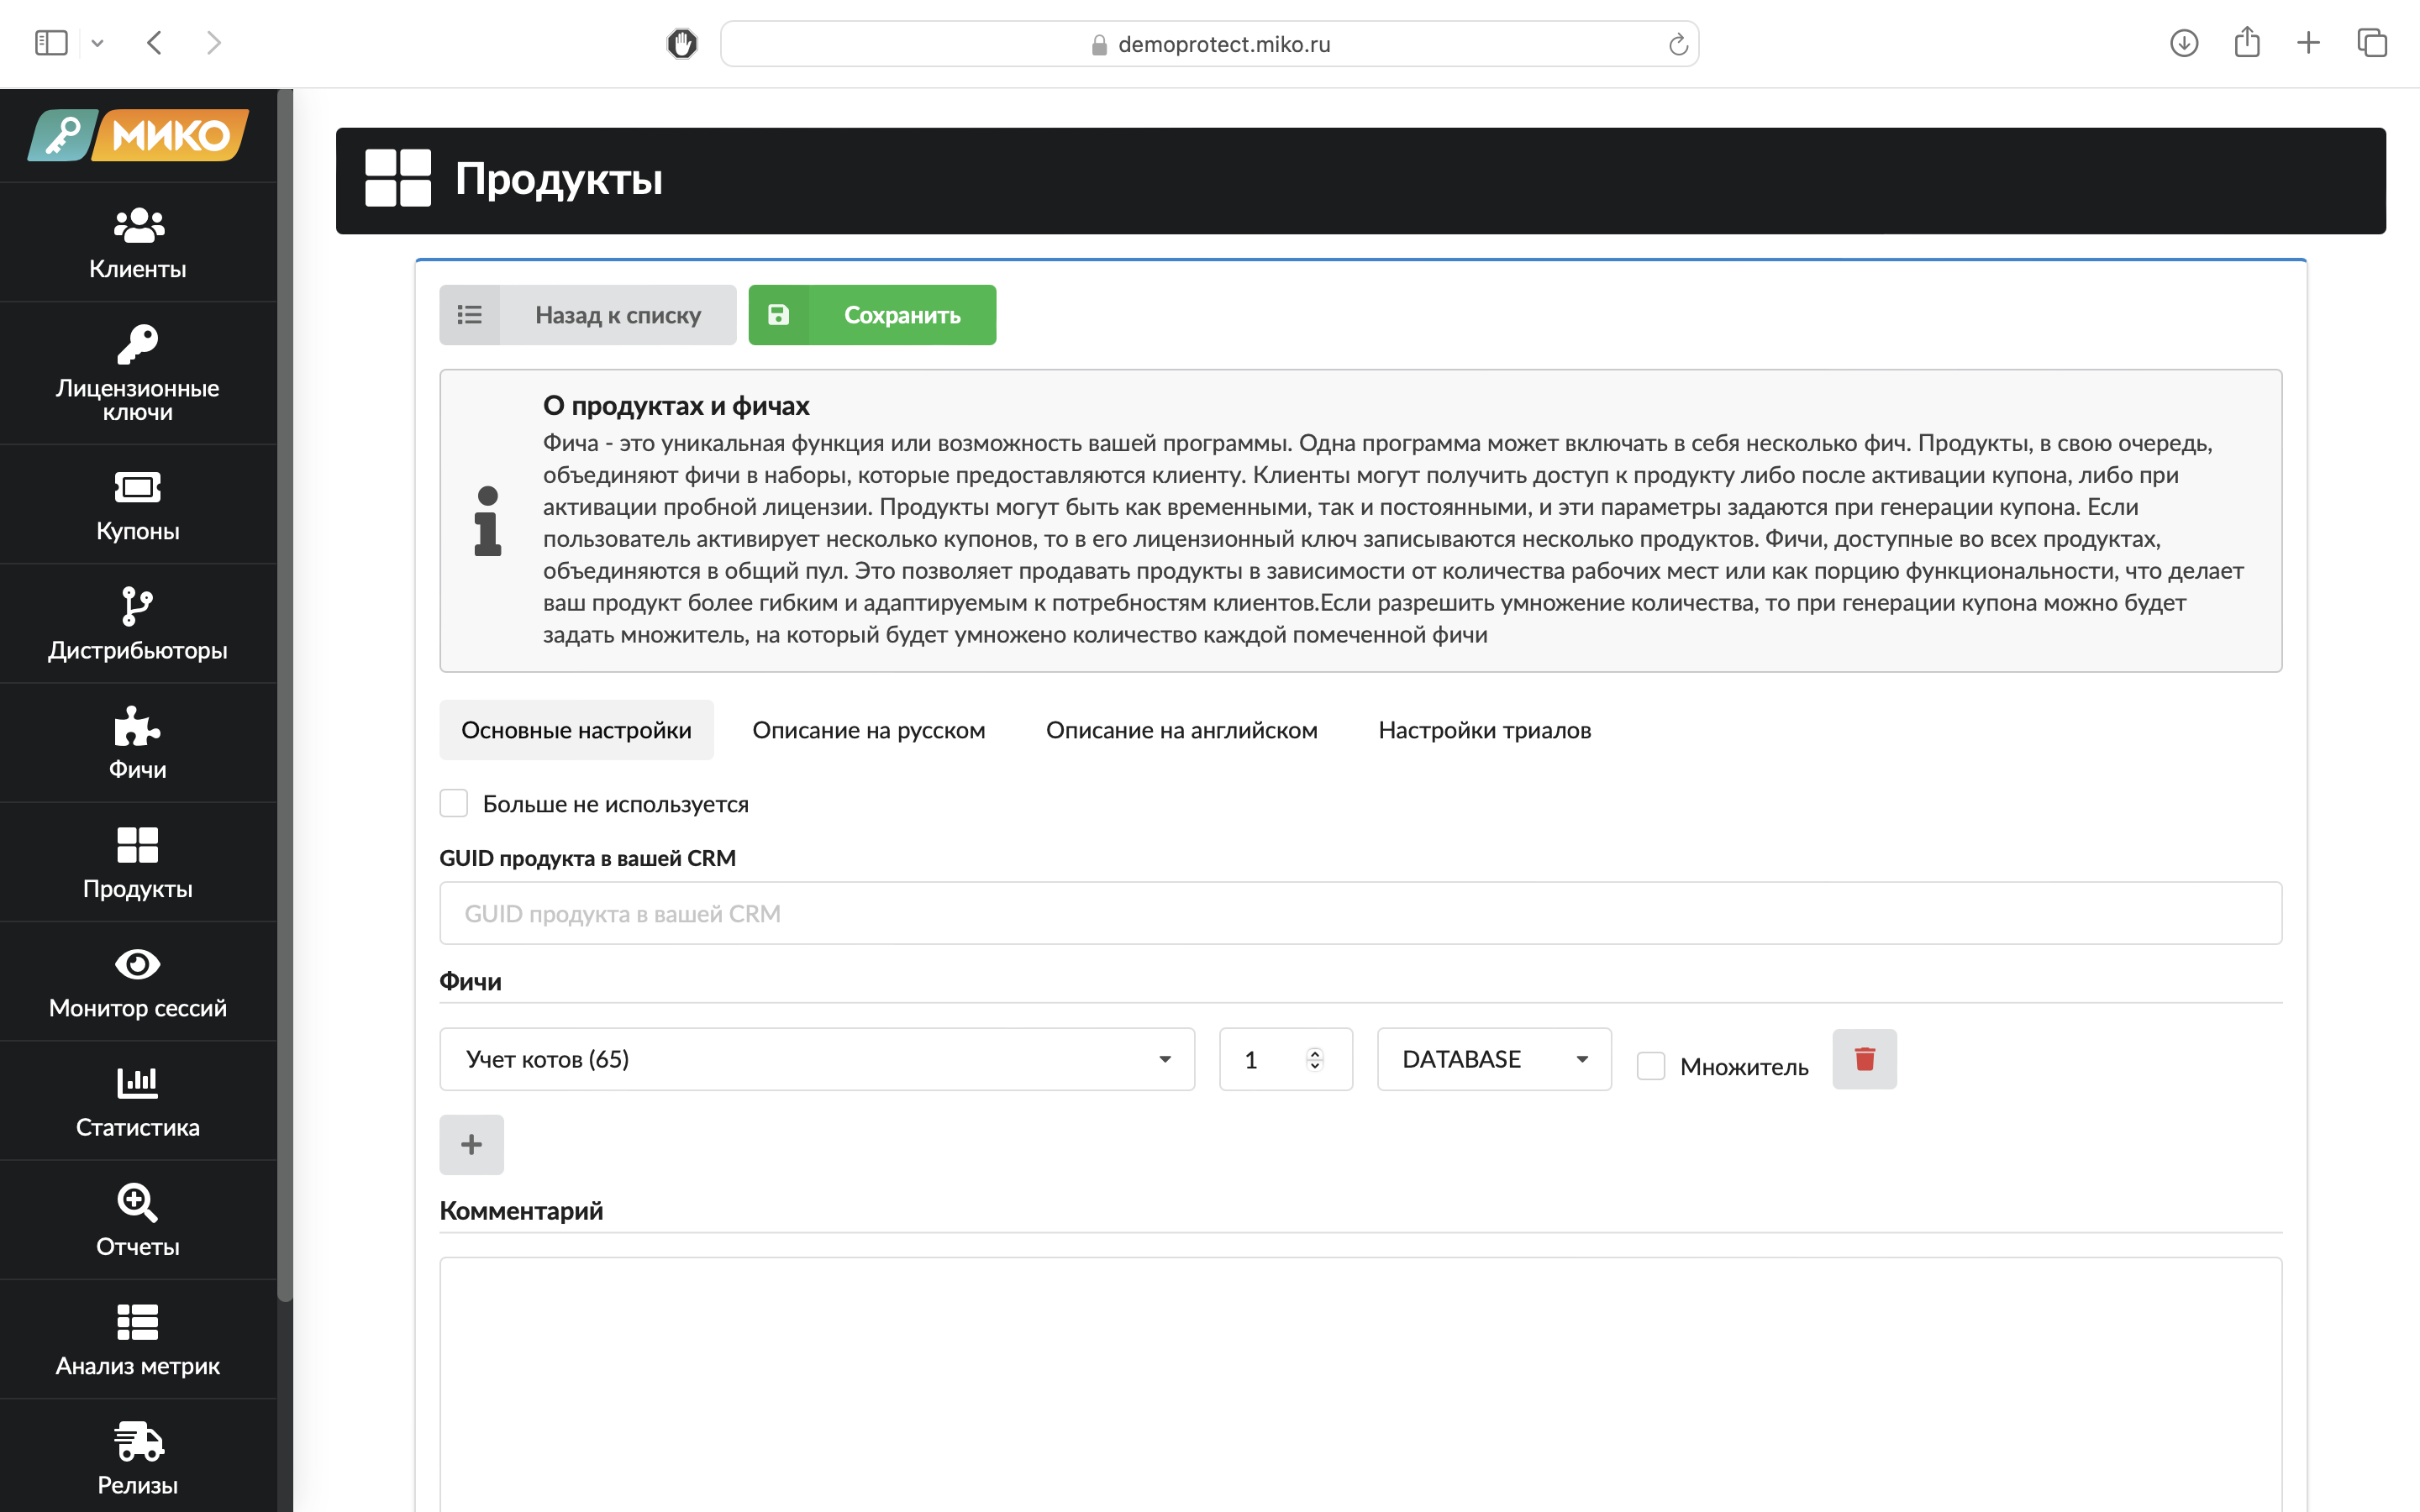 demoprotect.miko.ru
МИКО
Продукты
Клиенты
Лицензионные
ключи
Купоны
Дистрибьюторы
Фичи
Продукты
Монитор сессий
Статистика
Отчеты
Анализ метрик
Релизы
Назад к списку
Сохранить
О продуктах и фичах
Фича - это уникальная функция или возможность вашей программы. Одна программа может включать в себя несколько фич. Продукты, в свою очередь,
объединяют фичи в наборы, которые предоставляются клиенту. Клиенты могут получить доступ к продукту либо после активации купона, либо при
активации пробной лицензии. Продукты могут быть как временными, так и постоянными, и эти параметры задаются при генерации купона. Если
пользователь активирует несколько купонов, то в его лицензионный ключ записываются несколько продуктов. Фичи, доступные во всех продуктах,
объединяются в общий пул. Это позволяет продавать продукты в зависимости от количества рабочих мест или как порцию функциональности, что делает
ваш продукт более гибким и адаптируемым к потребностям клиентов.Если разрешить умножение количества, то при генерации купона можно будет
задать множитель, на который будет умножено количество каждой помеченной фичи
Основные настройки
Описание на русском
Описание на английском
Настройки триалов
Больше не используется
GUID продукта в вашей CRM
GUID продукта в вашей CRM
Фичи
Учет котов (65)
1
DATABASE
Множитель
Комментарий